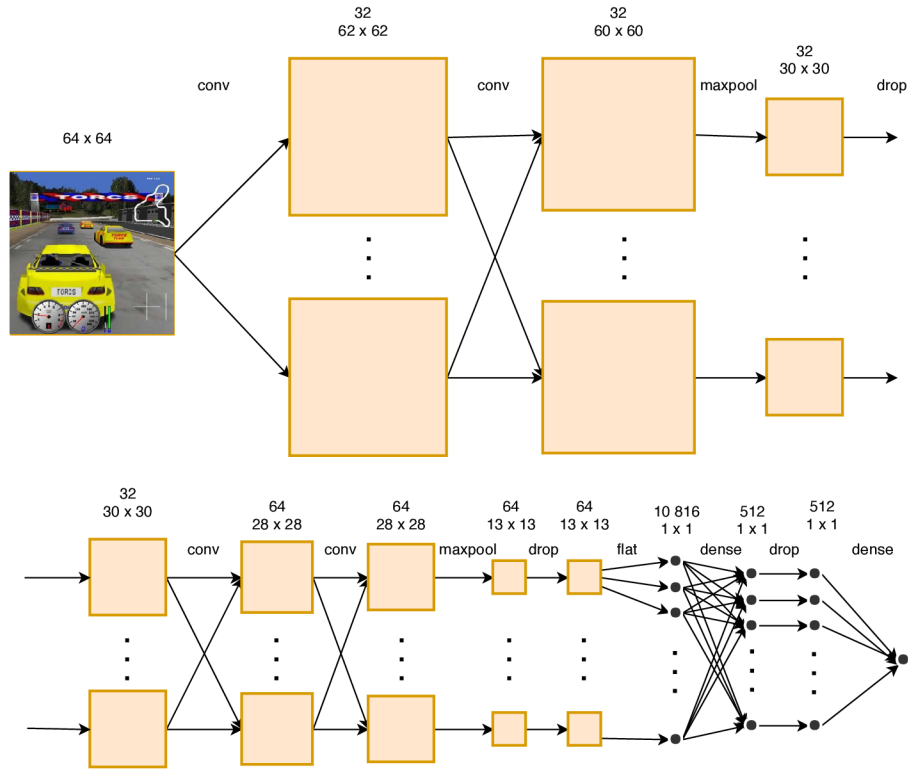 32
62 x 62
32
60 x 60
32
30 x 30
conv
conv
maxpool
drop
64 x 64
TORCS
TORCS
32
30 x 30
64
28 x 28
64
28 x 28
64
13 x 13
64
13 x 13
10 816
1 x 1
512
1 x 1
512
1 x 1
conv
conv
maxpool
drop
flat
dense
drop
dense